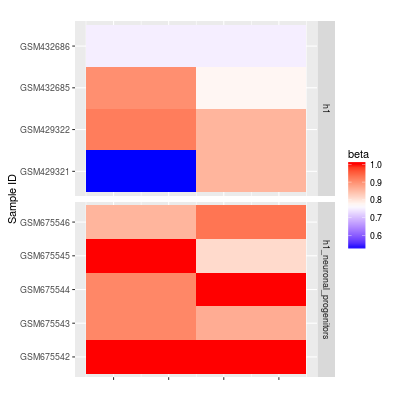 GSM432686
GSM432685
GSM429322
GSM429321
h1
GSM675546
GSM675545
GSM675544
GSM675543
GSM675542
h1_neuronal_progenitors
Sample ID
beta
1.0
0.9
0.8
0.7
0.6